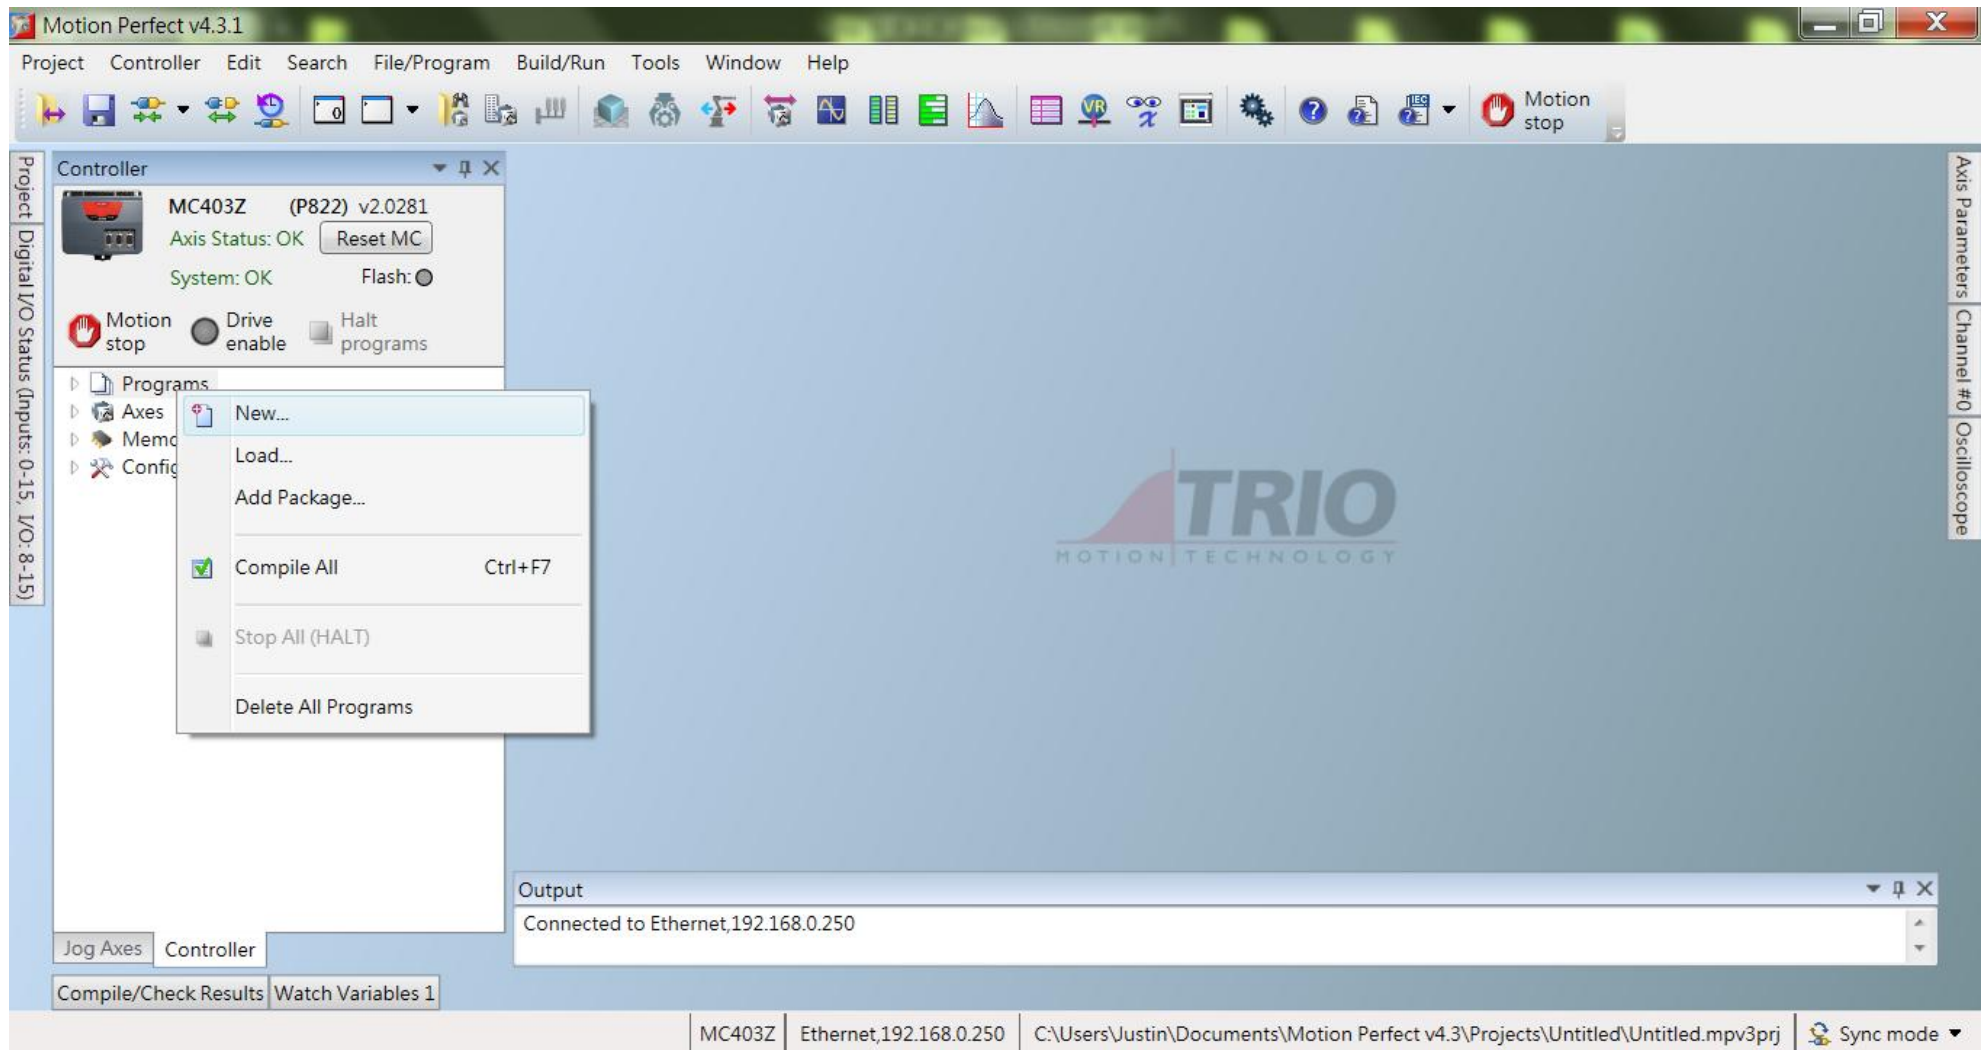 Motion Perfect v4.3.1
Project Controller Edit Search File/Program Build/Run Tools Window Help
0
VR
x
?
?
IEC
?
Motion
stop
Project
Digital I/O Status (Inputs: 0-15, I/O: 8-15)
Controller
MC403Z (P822) v2.0281
Axis Status: OK Reset MC
System: OK Flash:
Motion
stop
Drive
enable
Halt
programs
Programs
Axes
Memo
Config
New...
Load...
Add Package...
Compile All Ctrl+F7
Stop All (HALT)
Delete All Programs
TRIO
MOTION TECHNOLOGY
Axis Parameters
Channel #0
Oscilloscope
Output
Connected to Ethernet,192.168.0.250
Jog Axes Controller
Compile/Check Results Watch Variables 1
MC403Z Ethernet,192.168.0.250 C:\Users\Justin\Documents\Motion Perfect v4.3\Projects\Untitled\Untitled.mpv3prj Sync mode